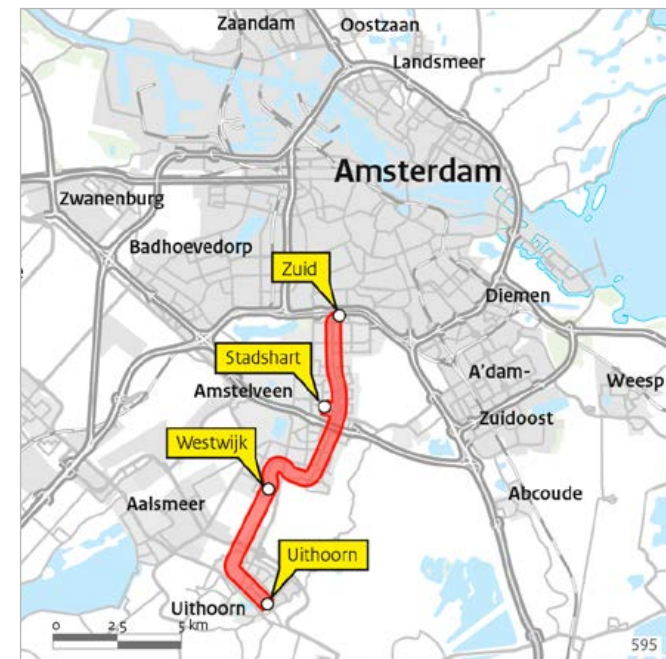 Zaandam
Oostzaan
Landsmeer
Amsterdam
Zwanenburg
Badhoevedorp
Zuid
Diemen
Stadshart
A'dam-
Zuidoost
Weesp
Amstelveen
Westwijk
Aalsmeer
Abcoude
Uithoorn
Uithoorn
0 2,5 5 km
595